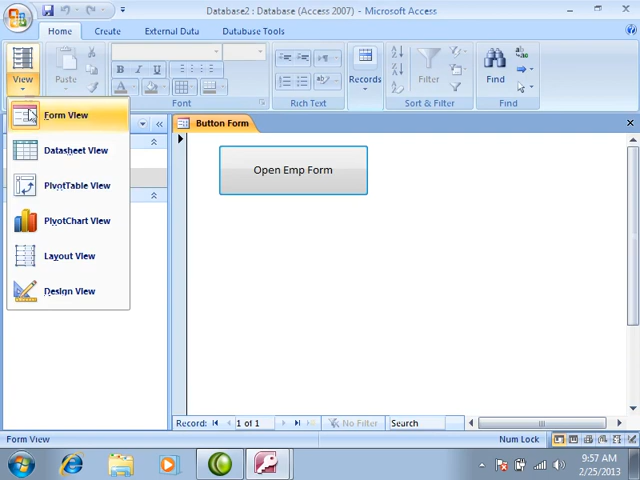 Database2 : Database (Access 2007) - Microsoft Access
Home Create External Data Database Tools
View Paste B I U Records Filter Find
Font Rich Text Sort & Filter
Form View
Datasheet View
PivotTable View
PivotChart View
Layout View
Design View
Button Form
Open Emp Form
Record: 1 of 1 No Filter Search
Form View Num Lock
9:57 AM
2/25/2013